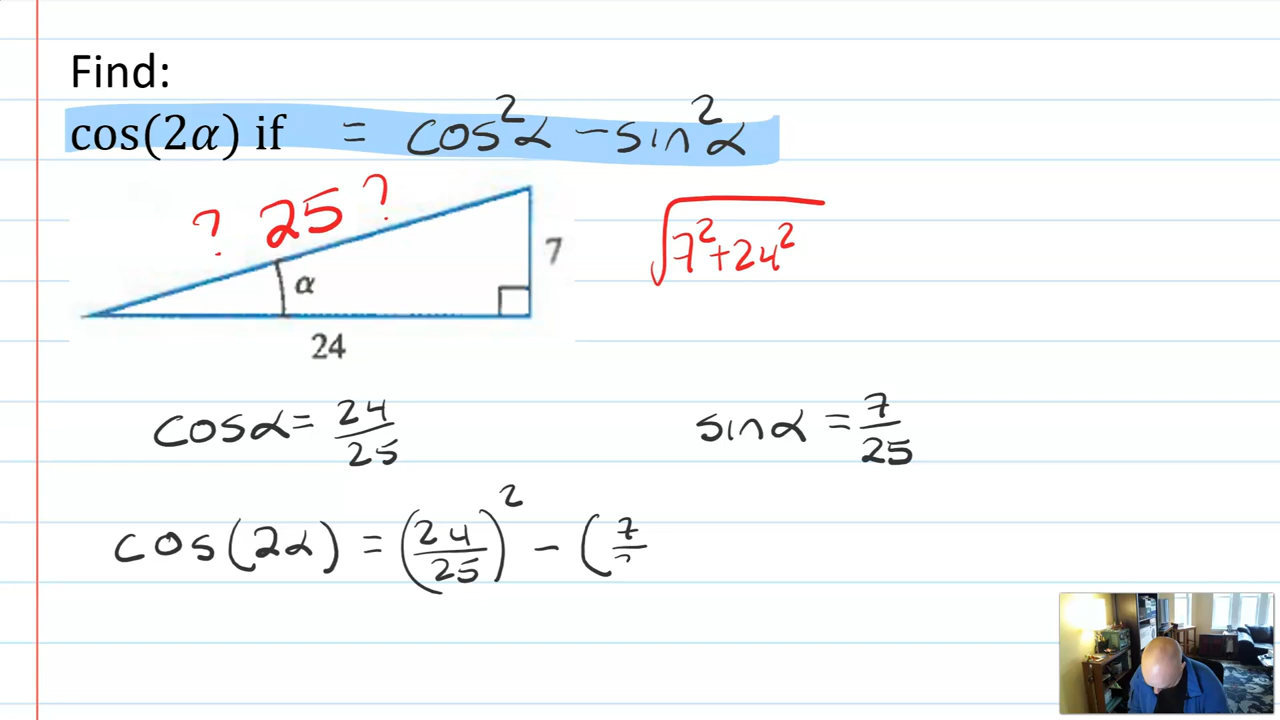 Find:
cos(2α) if = cos²α − sin²α
? 25 ?
√7²+24²
7
α
24
cosα = 24/25
sinα = 7/25
cos(2α) = (24/25)² − (7/